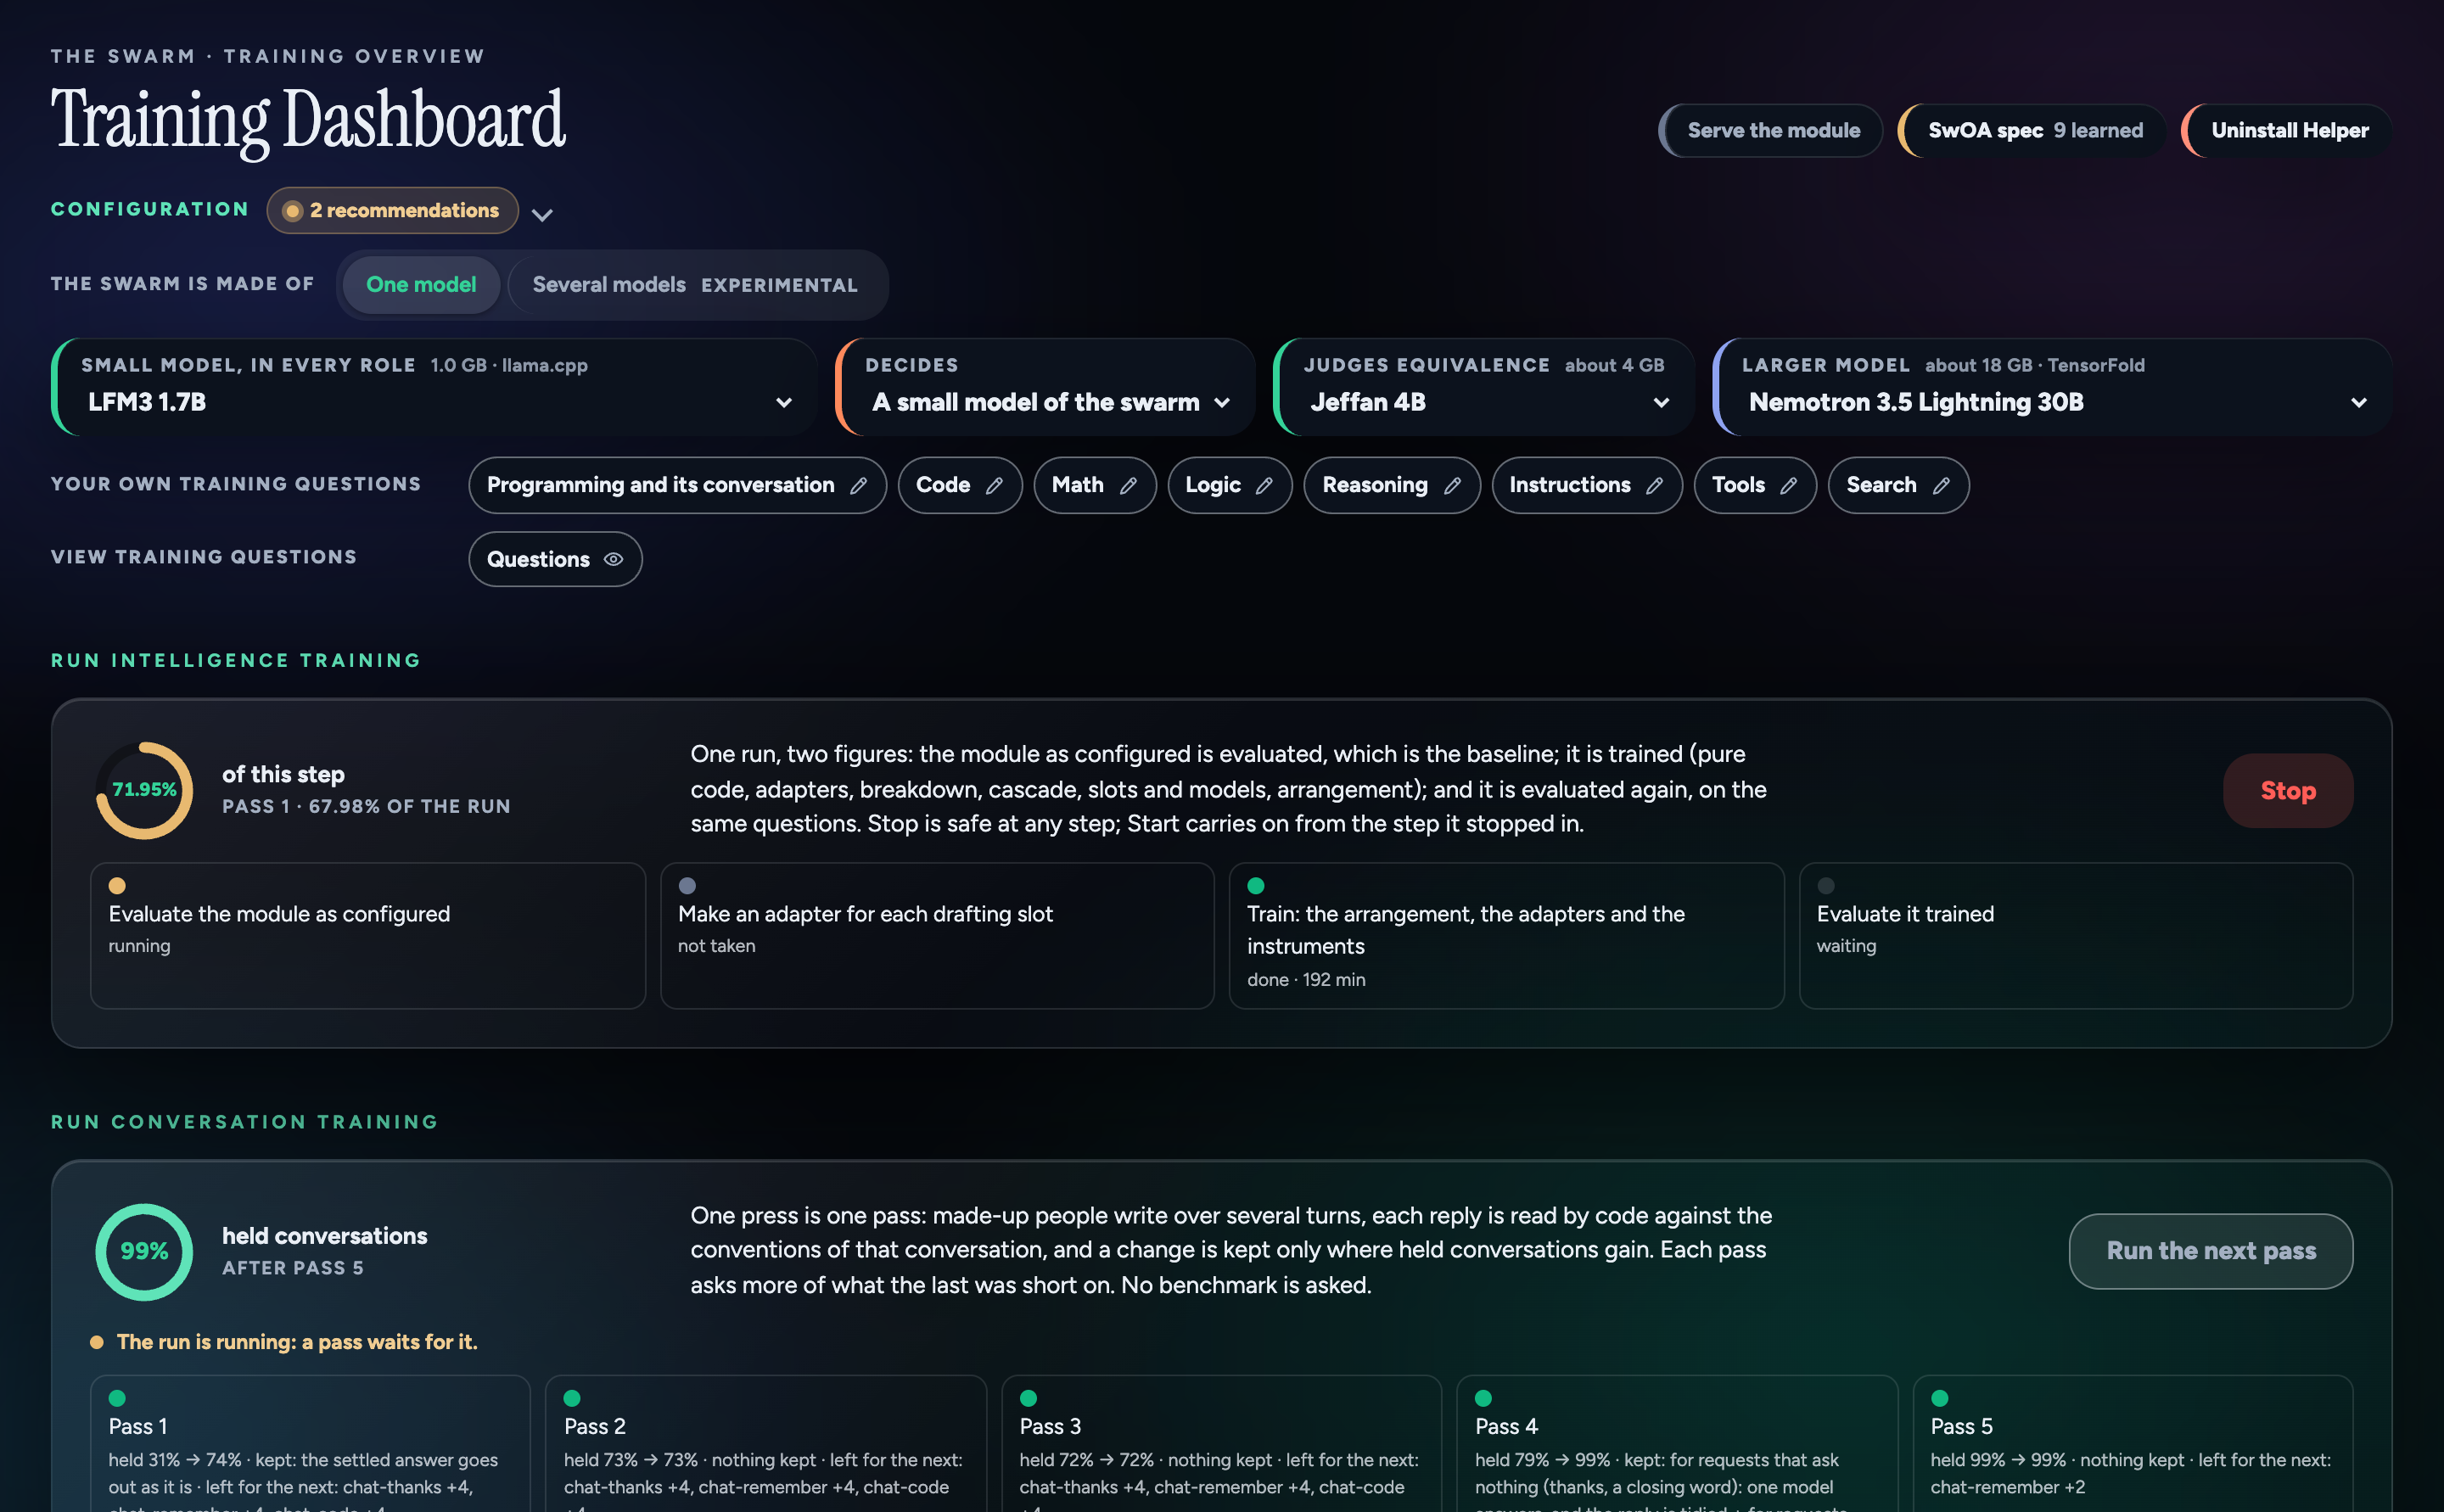 THE SWARM · TRAINING OVERVIEW
Training Dashboard
Serve the module
SwOA spec 9 learned
Uninstall Helper
CONFIGURATION
2 recommendations
THE SWARM IS MADE OF
One model
Several models EXPERIMENTAL
SMALL MODEL, IN EVERY ROLE 1.0 GB · llama.cpp
LFM3 1.7B
DECIDES
A small model of the swarm
JUDGES EQUIVALENCE about 4 GB
Jeffan 4B
LARGER MODEL about 18 GB · TensorFold
Nemotron 3.5 Lightning 30B
YOUR OWN TRAINING QUESTIONS
Programming and its conversation
Code
Math
Logic
Reasoning
Instructions
Tools
Search
VIEW TRAINING QUESTIONS
Questions
RUN INTELLIGENCE TRAINING
71.95%
of this step
PASS 1 · 67.98% OF THE RUN
One run, two figures: the module as configured is evaluated, which is the baseline; it is trained (pure
code, adapters, breakdown, cascade, slots and models, arrangement); and it is evaluated again, on the
same questions. Stop is safe at any step; Start carries on from the step it stopped in.
Stop
Evaluate the module as configured
running
Make an adapter for each drafting slot
not taken
Train: the arrangement, the adapters and the
instruments
done · 192 min
Evaluate it trained
waiting
RUN CONVERSATION TRAINING
99%
held conversations
AFTER PASS 5
One press is one pass: made-up people write over several turns, each reply is read by code against the
conventions of that conversation, and a change is kept only where held conversations gain. Each pass
asks more of what the last was short on. No benchmark is asked.
Run the next pass
The run is running: a pass waits for it.
Pass 1
held 31% → 74% · kept: the settled answer goes
out as it is · left for the next: chat-thanks +4,
Pass 2
held 73% → 73% · nothing kept · left for the next:
chat-thanks +4, chat-remember +4, chat-code
Pass 3
held 72% → 72% · nothing kept · left for the next:
chat-thanks +4, chat-remember +4, chat-code
Pass 4
held 79% → 99% · kept: for requests that ask
nothing (thanks, a closing word): one model
Pass 5
held 99% → 99% · nothing kept · left for the next:
chat-remember +2